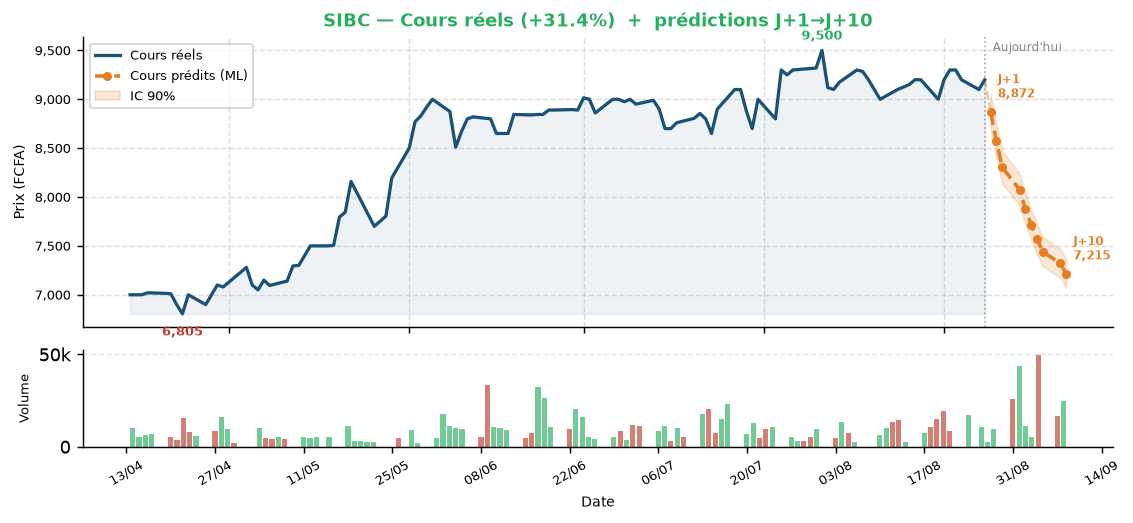 SIBC — Cours réels (+31.4%) + prédictions J+1→J+10
9,500
Aujourd'hui
Cours réels
Cours prédits (ML)
IC 90%
J+1
8,872
J+10
7,215
6,805
Prix (FCFA)
9,500
9,000
8,500
8,000
7,500
7,000
Volume
50k
0
13/04
27/04
11/05
25/05
08/06
22/06
06/07
20/07
03/08
17/08
31/08
14/09
Date